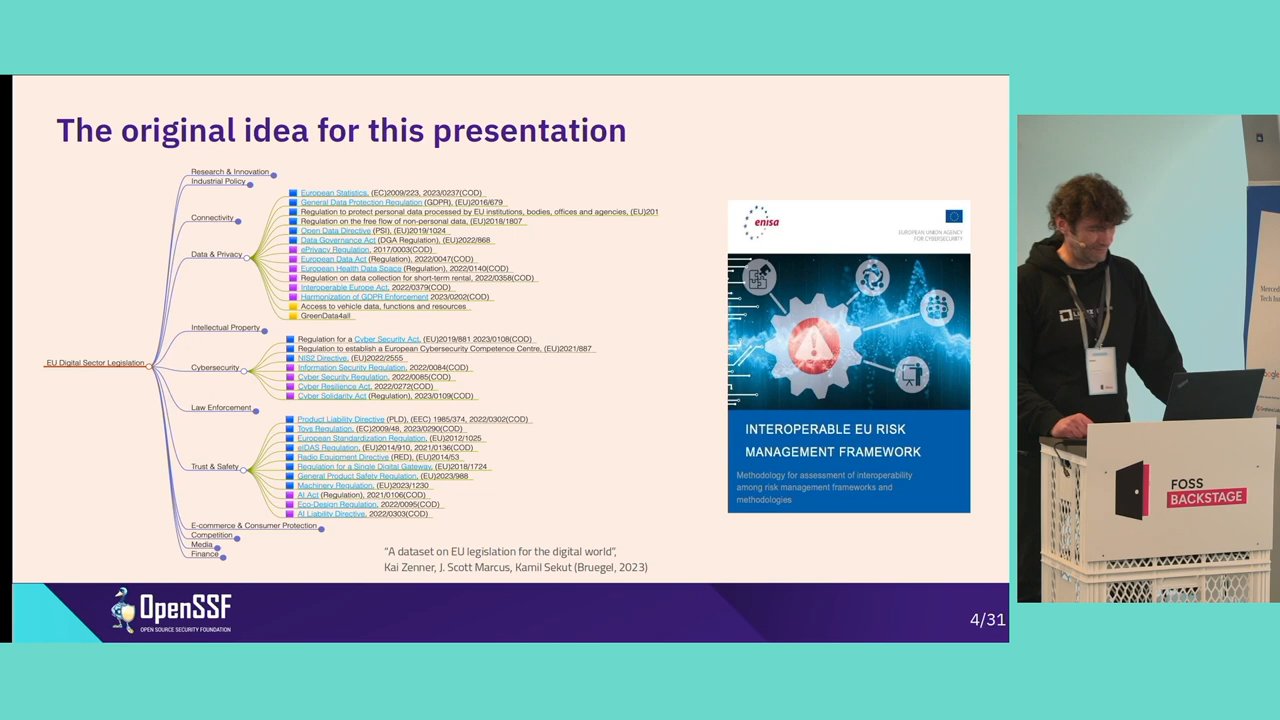 The original idea for this presentation
EU Digital Sector Legislation
Research & Innovation
Industrial Policy
Connectivity
Data & Privacy
European Statistics, (EC)2009/223, 2023/0237(COD)
General Data Protection Regulation (GDPR), (EU)2016/679
Regulation to protect personal data processed by EU institutions, bodies, offices and agencies, (EU)201
Regulation on the free flow of non-personal data, (EU)2018/1807
Open Data Directive (PSI), (EU)2019/1024
Data Governance Act (DGA Regulation), (EU)2022/868
ePrivacy Regulation, 2017/0003(COD)
European Data Act (Regulation), 2022/0047(COD)
European Health Data Space (Regulation), 2022/0140(COD)
Regulation on data collection for short-term rental, 2022/0358(COD)
Interoperable Europe Act, 2022/0379(COD)
Harmonization of GDPR Enforcement 2023/0202(COD)
Access to vehicle data, functions and resources
GreenData4all
Intellectual Property
Cybersecurity
Regulation for a Cyber Security Act, (EU)2019/881 2023/0108(COD)
Regulation to establish a European Cybersecurity Competence Centre, (EU)2021/887
NIS2 Directive, (EU)2022/2555
Information Security Regulation, 2022/0084(COD)
Cyber Security Regulation, 2022/0085(COD)
Cyber Resilience Act, 2022/0272(COD)
Cyber Solidarity Act (Regulation), 2023/0109(COD)
Law Enforcement
Trust & Safety
Product Liability Directive (PLD), (EEC) 1985/374, 2022/0302(COD)
Toys Regulation, (EC)2009/48, 2023/0290(COD)
European Standardization Regulation, (EU)2012/1025
eIDAS Regulation, (EU)2014/910, 2021/0136(COD)
Radio Equipment Directive (RED), (EU)2014/53
Regulation for a Single Digital Gateway, (EU)2018/1724
General Product Safety Regulation, (EU)2023/988
Machinery Regulation, (EU)2023/1230
AI Act (Regulation), 2021/0106(COD)
Eco-Design Regulation, 2022/0095(COD)
AI Liability Directive, 2022/0303(COD)
E-commerce & Consumer Protection
Competition
Media
Finance
"A dataset on EU legislation for the digital world",
Kai Zenner, J. Scott Marcus, Kamil Sekut (Bruegel, 2023)
enisa
EUROPEAN UNION AGENCY
FOR CYBERSECURITY
INTEROPERABLE EU RISK
MANAGEMENT FRAMEWORK
Methodology for assessment of interoperability
among risk management frameworks and
methodologies
OpenSSF
OPEN SOURCE SECURITY FOUNDATION
4/31
FOSS
BACKSTAGE